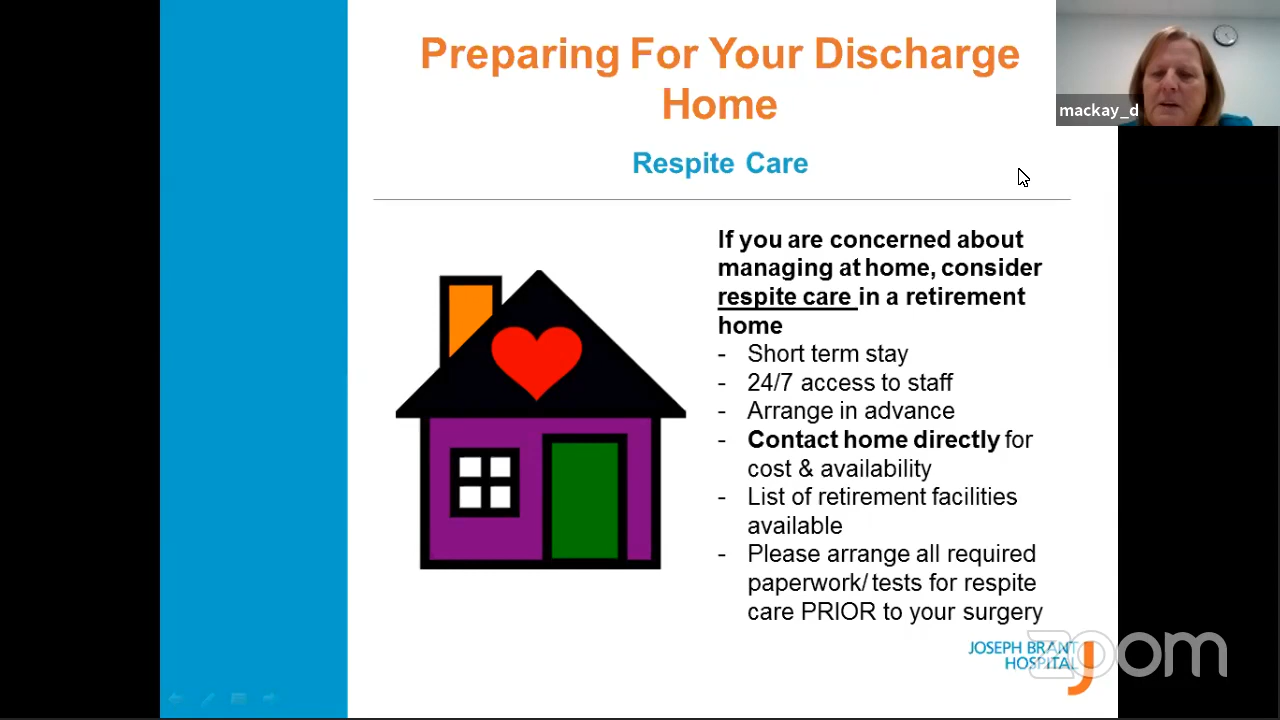 Preparing For Your Discharge
Home
Respite Care
mackay_d
If you are concerned about
managing at home, consider
respite care in a retirement
home
- Short term stay
- 24/7 access to staff
- Arrange in advance
- Contact home directly for
cost & availability
- List of retirement facilities
available
- Please arrange all required
paperwork/ tests for respite
care PRIOR to your surgery
JOSEPH BRANT
HOSPITAL
zoom